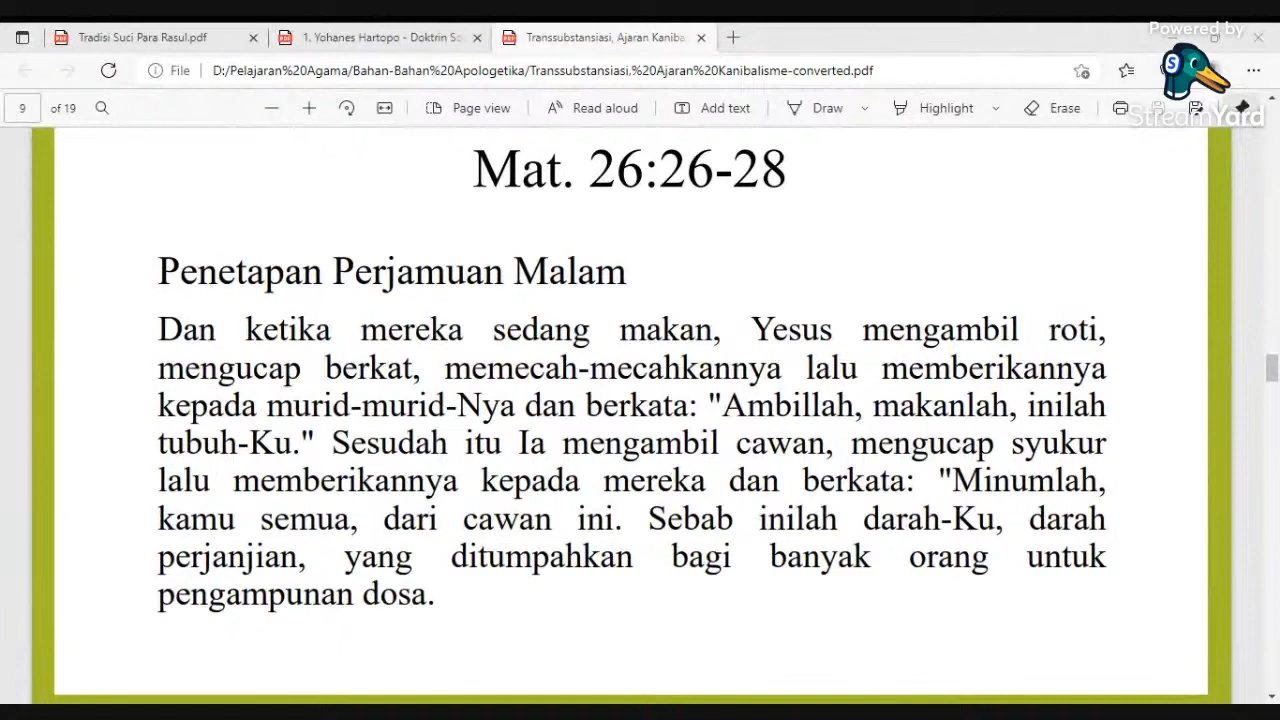 Powered by
Tradisi Suci Para Rasul.pdf
1. Yohanes Hartopo - Doktrin Sc
Transsubstansiasi, Ajaran Kaniba
File
D:/Pelajaran%20Agama/Bahan-Bahan%20Apologetika/Transsubstansiasi,%20Ajaran%20Kanibalisme-converted.pdf
9 of 19
Page view
Read aloud
Add text
Draw
Highlight
Erase
StreamYard
Mat. 26:26-28
Penetapan Perjamuan Malam
Dan ketika mereka sedang makan, Yesus mengambil roti,
mengucap berkat, memecah-mecahkannya lalu memberikannya
kepada murid-murid-Nya dan berkata: "Ambillah, makanlah, inilah
tubuh-Ku." Sesudah itu Ia mengambil cawan, mengucap syukur
lalu memberikannya kepada mereka dan berkata: "Minumlah,
kamu semua, dari cawan ini. Sebab inilah darah-Ku, darah
perjanjian, yang ditumpahkan bagi banyak orang untuk
pengampunan dosa.